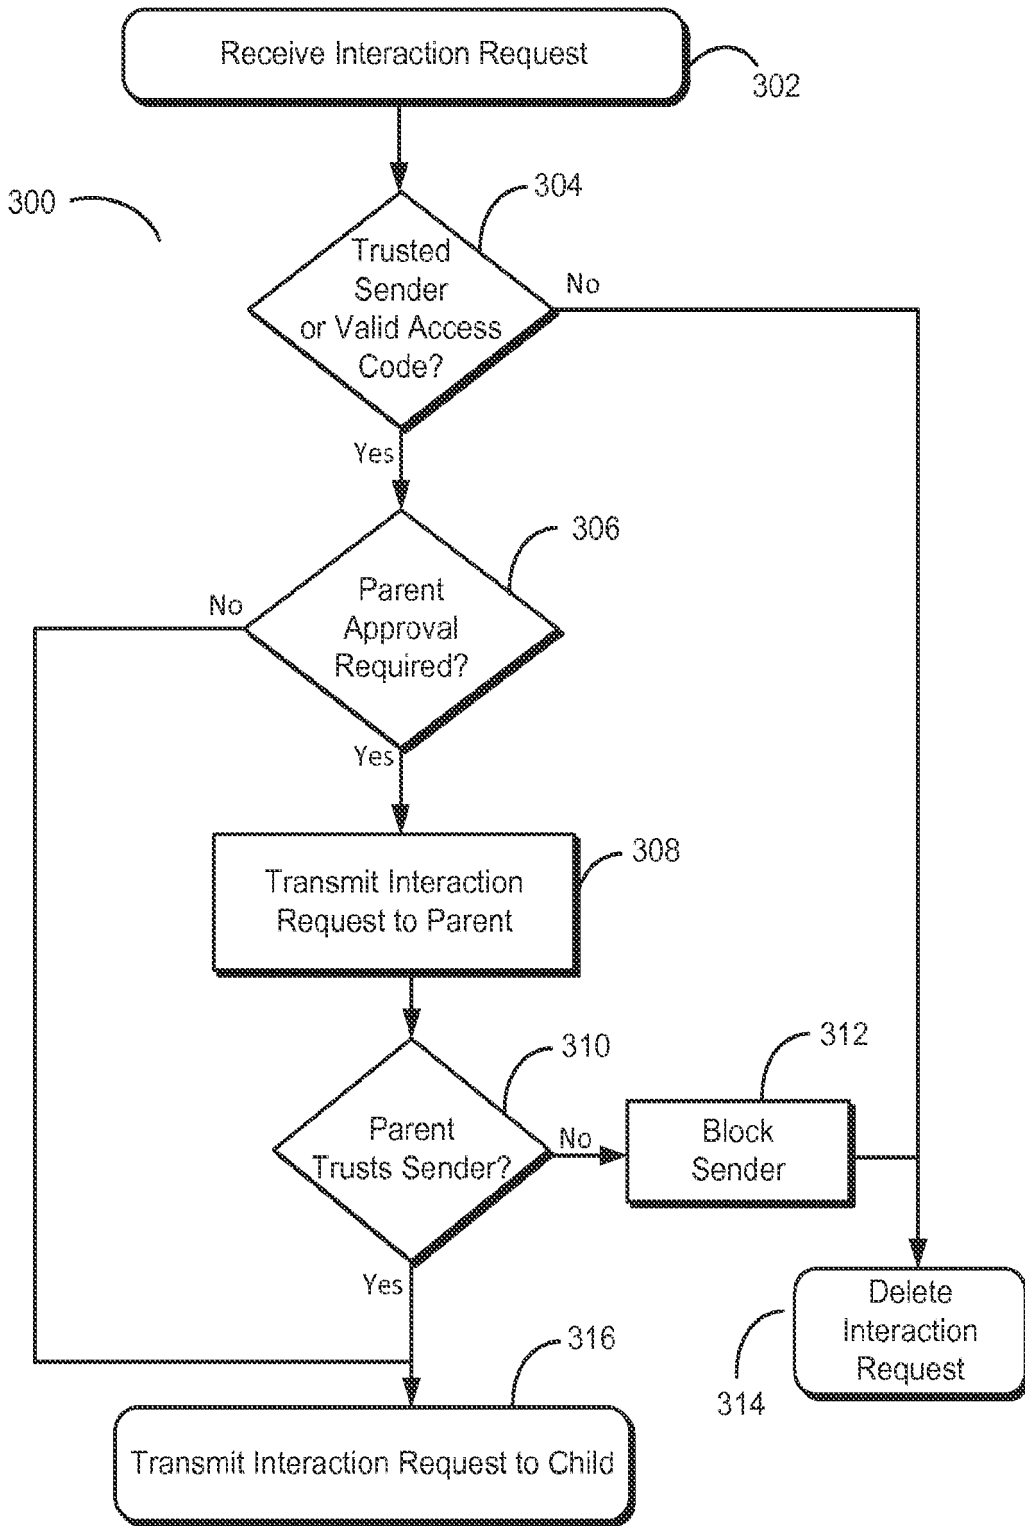 Receive Interaction Request
302
300
304
Trusted
Sender
or Valid Access
Code?
No
Yes
306
Parent
Approval
Required?
No
Yes
308
Transmit Interaction
Request to Parent
310
Parent
Trusts Sender?
No
312
Block
Sender
Yes
Delete
Interaction
Request
314
316
Transmit Interaction Request to Child